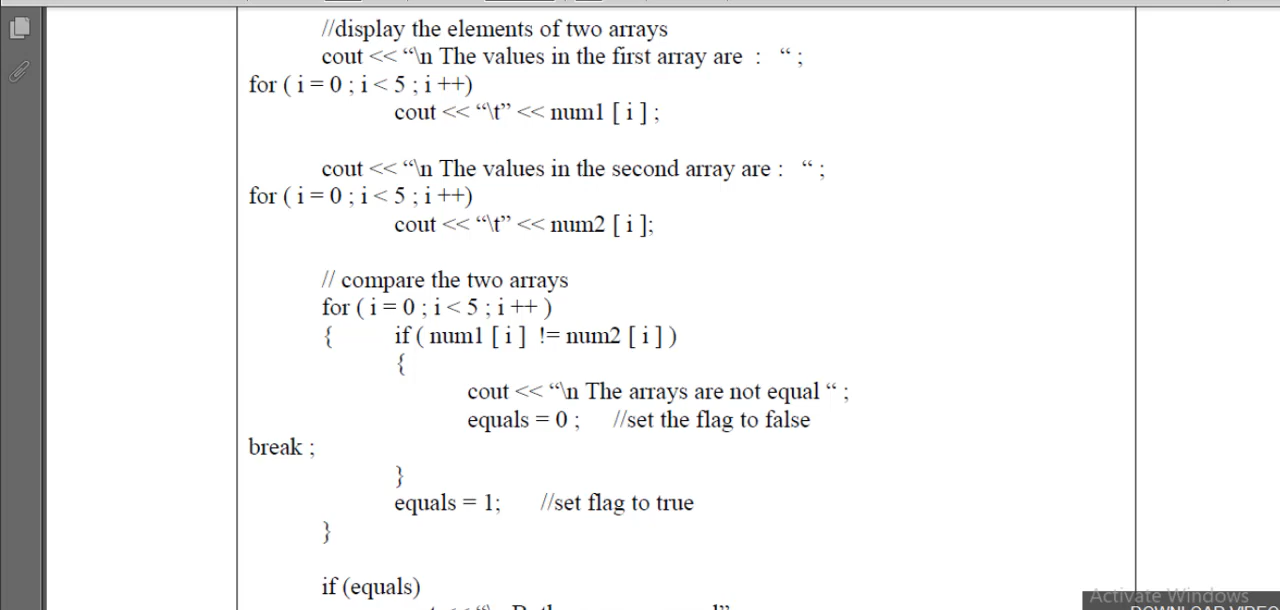 //display the elements of two arrays
cout << “\n The values in the first array are : “ ;
for ( i = 0 ; i < 5 ; i ++)
cout << “\t” << num1 [ i ] ;
cout << “\n The values in the second array are : “ ;
for ( i = 0 ; i < 5 ; i ++)
cout << “\t” << num2 [ i ];
// compare the two arrays
for ( i = 0 ; i < 5 ; i ++ )
{ if ( num1 [ i ] != num2 [ i ] )
{
cout << “\n The arrays are not equal “ ;
equals = 0 ; //set the flag to false
break ;
}
equals = 1; //set flag to true
}
if (equals)
Activate Windows
DOWNLOAD VIDEO